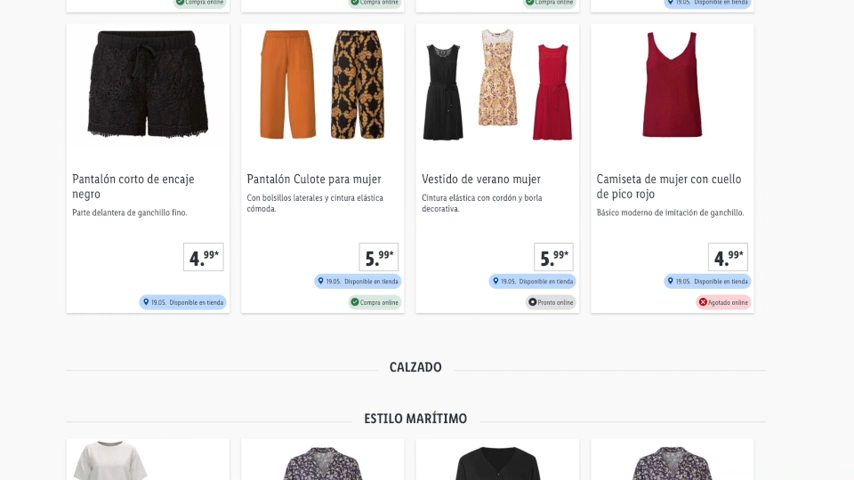 Compra online
Compra online
Compra online
19.05. Disponible en tienda
Pantalón corto de encaje
negro
Parte delantera de ganchillo fino.
4.99*
19.05. Disponible en tienda
Pantalón Culote para mujer
Con bolsillos laterales y cintura elástica
cómoda.
5.99*
19.05. Disponible en tienda
Compra online
Vestido de verano mujer
Cintura elástica con cordón y borla
decorativa.
5.99*
19.05. Disponible en tienda
Pronto online
Camiseta de mujer con cuello
de pico rojo
Básico moderno de imitación de ganchillo.
4.99*
19.05. Disponible en tienda
Agotado online
CALZADO
ESTILO MARÍTIMO